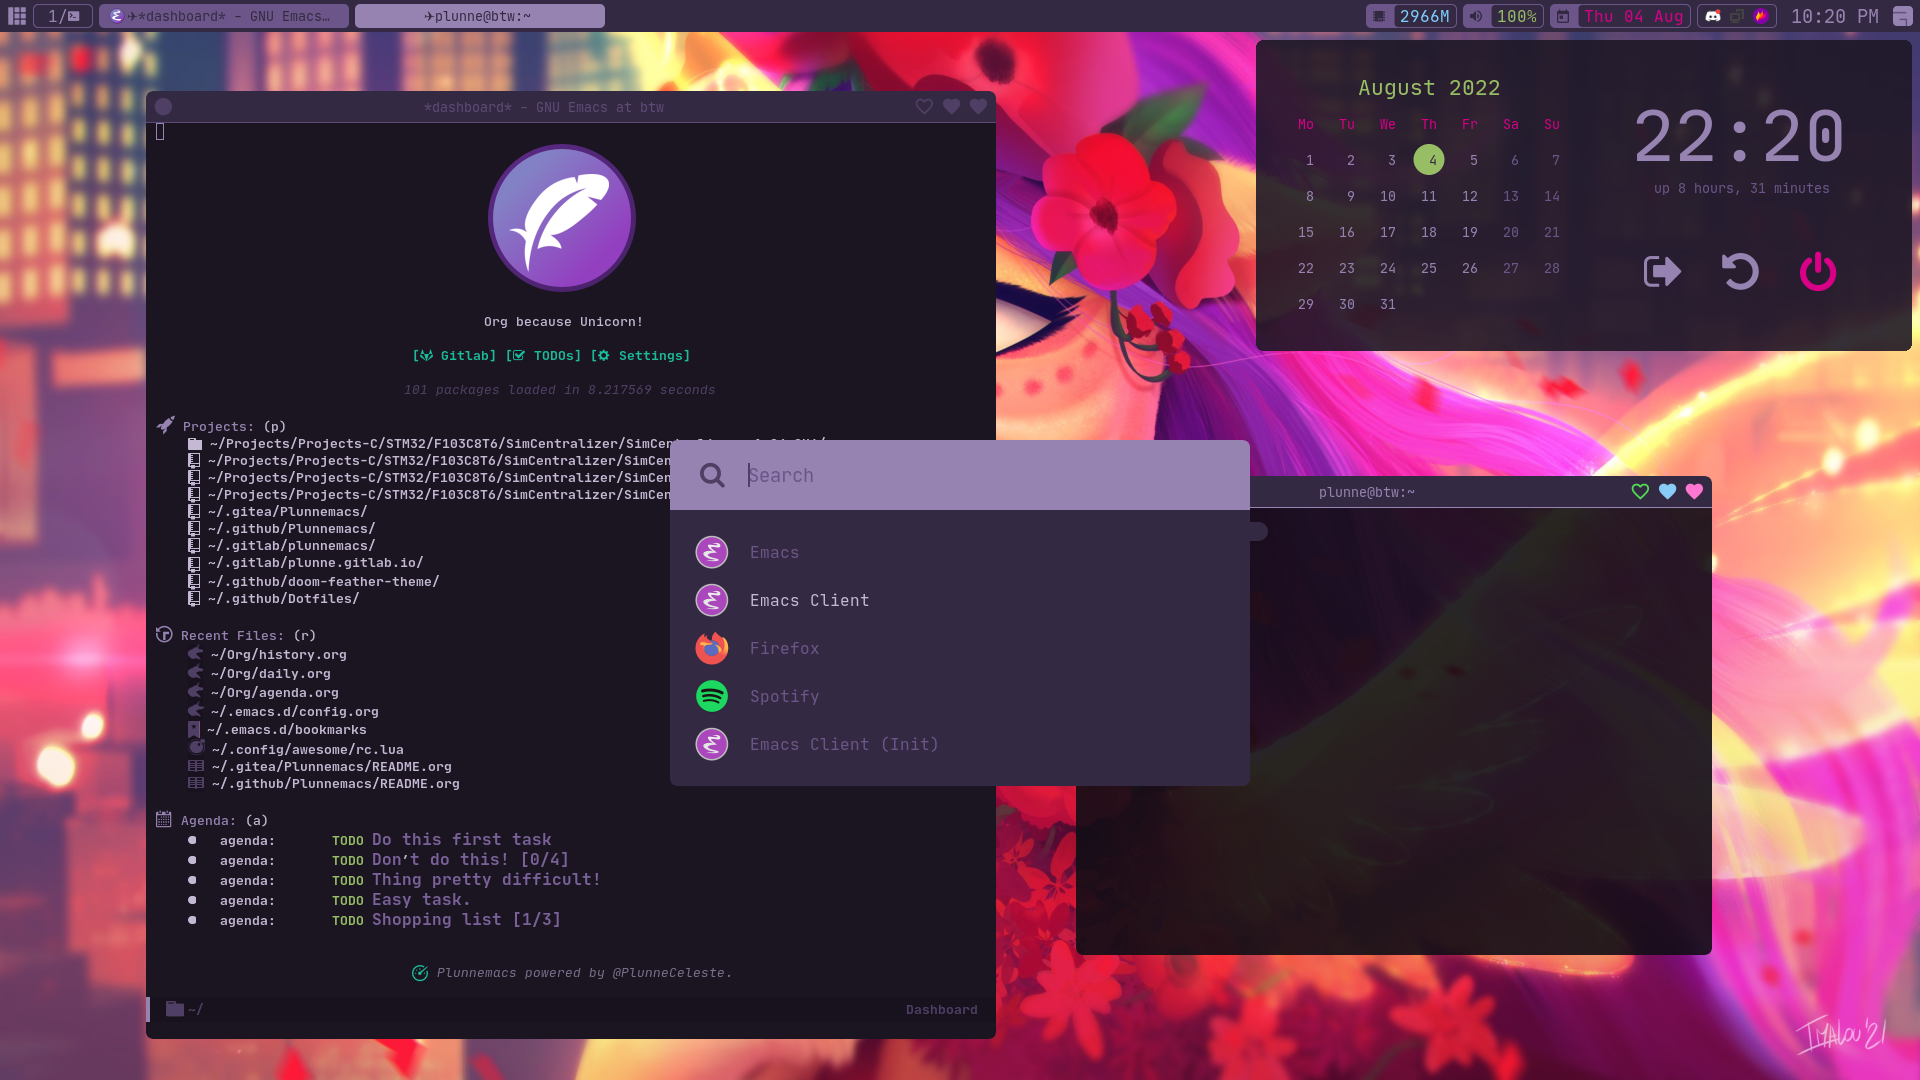 1/
*dashboard* - GNU Emacs…
plunne@btw:~
2966M
100%
Thu 04 Aug
10:20 PM
*dashboard* - GNU Emacs at btw
Org because Unicorn!
[Gitlab] [TODOs] [Settings]
101 packages loaded in 8.217569 seconds
Projects: (p)
~/Projects/Projects-C/STM32/F103C8T6/SimCentralizer/SimCen
~/Projects/Projects-C/STM32/F103C8T6/SimCentralizer/SimCen
~/Projects/Projects-C/STM32/F103C8T6/SimCentralizer/SimCen
~/Projects/Projects-C/STM32/F103C8T6/SimCentralizer/SimCen
~/.gitea/Plunnemacs/
~/.github/Plunnemacs/
~/.gitlab/plunnemacs/
~/.gitlab/plunne.gitlab.io/
~/.github/doom-feather-theme/
~/.github/Dotfiles/
Recent Files: (r)
~/Org/history.org
~/Org/daily.org
~/Org/agenda.org
~/.emacs.d/config.org
~/.emacs.d/bookmarks
~/.config/awesome/rc.lua
~/.gitea/Plunnemacs/README.org
~/.github/Plunnemacs/README.org
Agenda: (a)
agenda: TODO Do this first task
agenda: TODO Don't do this! [0/4]
agenda: TODO Thing pretty difficult!
agenda: TODO Easy task.
agenda: TODO Shopping list [1/3]
Plunnemacs powered by @PlunneCeleste.
~/ Dashboard
Search
Emacs
Emacs Client
Firefox
Spotify
Emacs Client (Init)
August 2022
Mo Tu We Th Fr Sa Su
1 2 3 4 5 6 7
8 9 10 11 12 13 14
15 16 17 18 19 20 21
22 23 24 25 26 27 28
29 30 31
22:20
up 8 hours, 31 minutes
plunne@btw:~